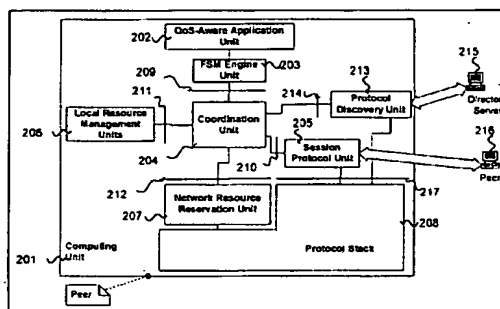 QoS-Aware Application
Unit
202
215
FSM Engine
Unit
203
209
213
211
214
Protocol
Discovery Unit
Director
Server
Local Resource
Management
Units
206
Coordination
Unit
205
Session
Protocol Unit
216
204
210
Peer
212
217
Network Resource
Reservation Unit
207
208
Computing
Unit
201
Protocol Stack
Peer